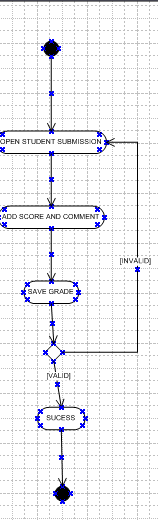 OPEN STUDENT SUBMISSION
ADD SCORE AND COMMENT
[INVALID]
SAVE GRADE
[VALID]
SUCESS